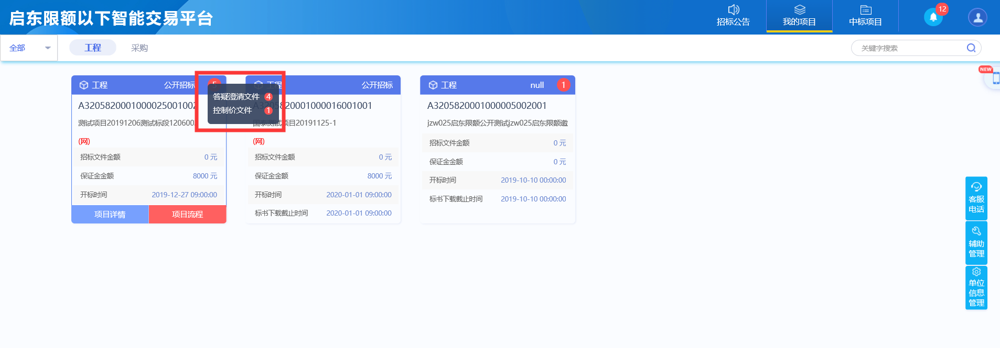 启东限额以下智能交易平台
招标公告
我的项目
中标项目
12
全部
工程
采购
关键字搜索
NEW
工程
公开招标
5
答疑澄清文件 4
控制价文件 1
A3205820001000025001002
测试项目20191206测试标段120600
(网)
招标文件金额 0 元
保证金金额 8000 元
开标时间 2019-12-27 09:00:00
项目详情
项目流程
工程
公开招标
A3205820001000016001001
国泰测试项目20191125-1
(网)
招标文件金额 0 元
保证金金额 8000 元
开标时间 2020-01-01 09:00:00
标书下载截止时间 2020-01-01 09:00:00
工程
null
1
A3205820001000005002001
jzw025启东限额公开测试jzw025启东限额邀
招标文件金额 0 元
保证金金额 0 元
开标时间 2019-10-10 00:00:00
标书下载截止时间 2019-10-10 00:00:00
客服
电话
辅助
管理
单位
信息
管理